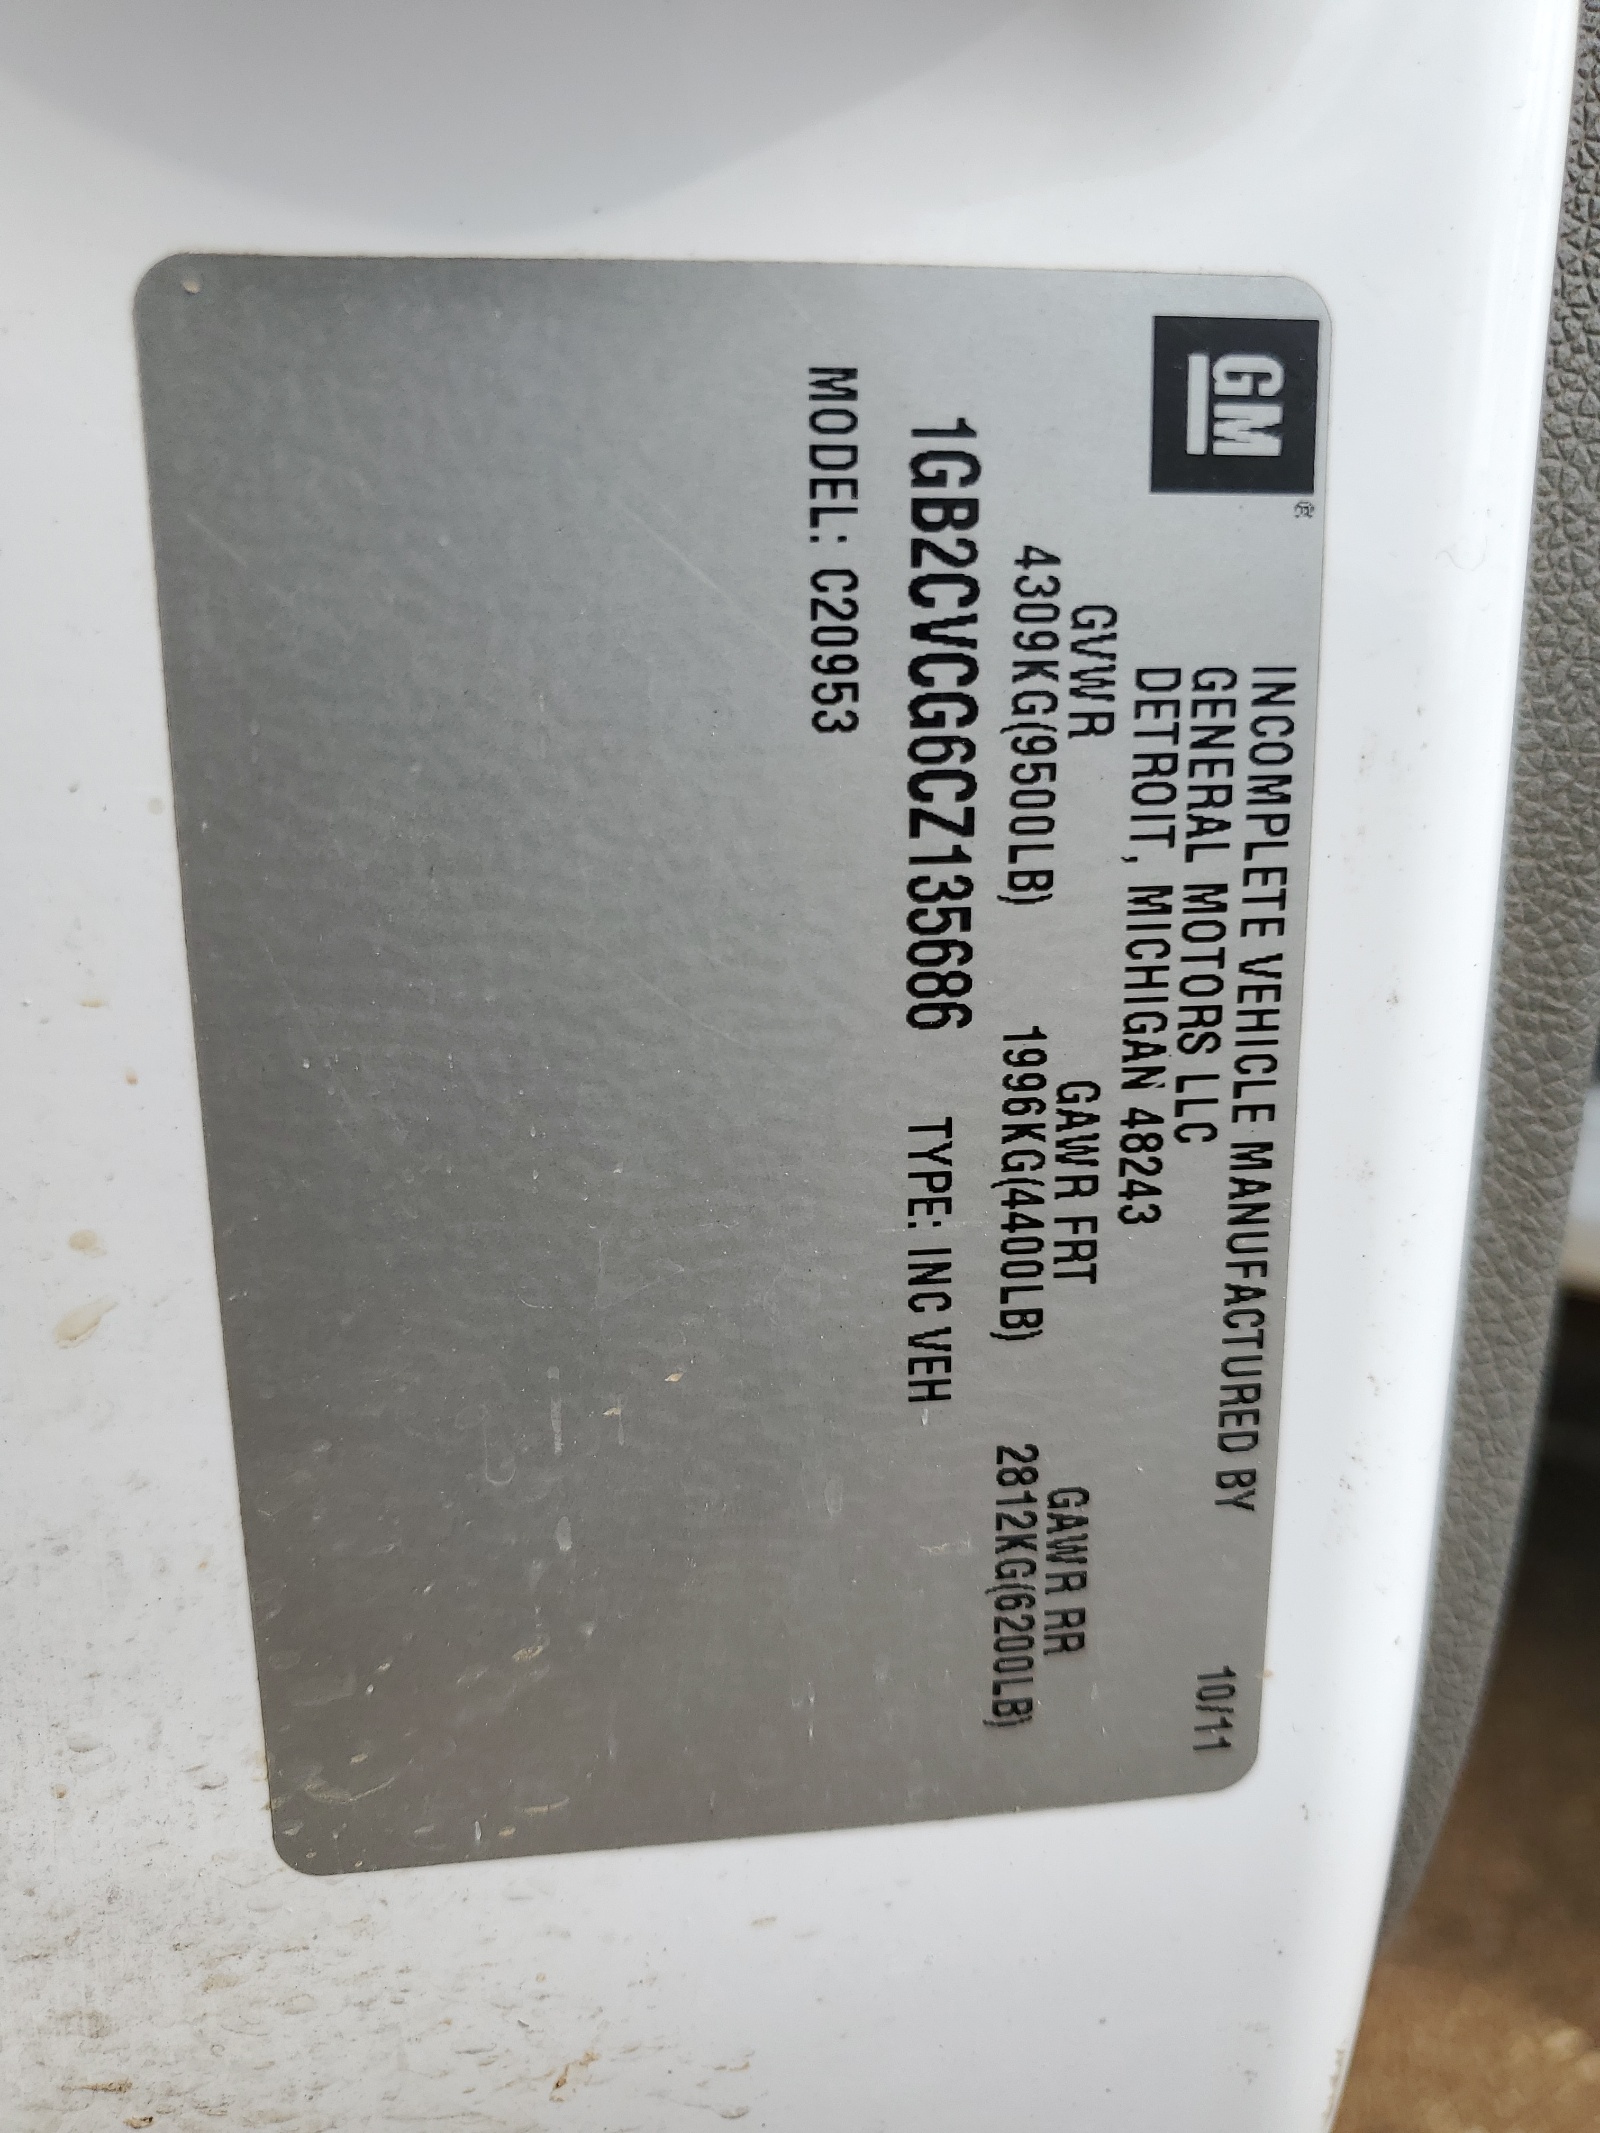 GM®
INCOMPLETE VEHICLE MANUFACTURED BY 10/11
GENERAL MOTORS LLC
DETROIT, MICHIGAN 48243
GVWR GAWR FRT GAWR RR
4309KG(9500LB) 1996KG(4400LB) 2812KG(6200LB)
1GB2CVCG6CZ135686 TYPE: INC VEH
MODEL: C20953